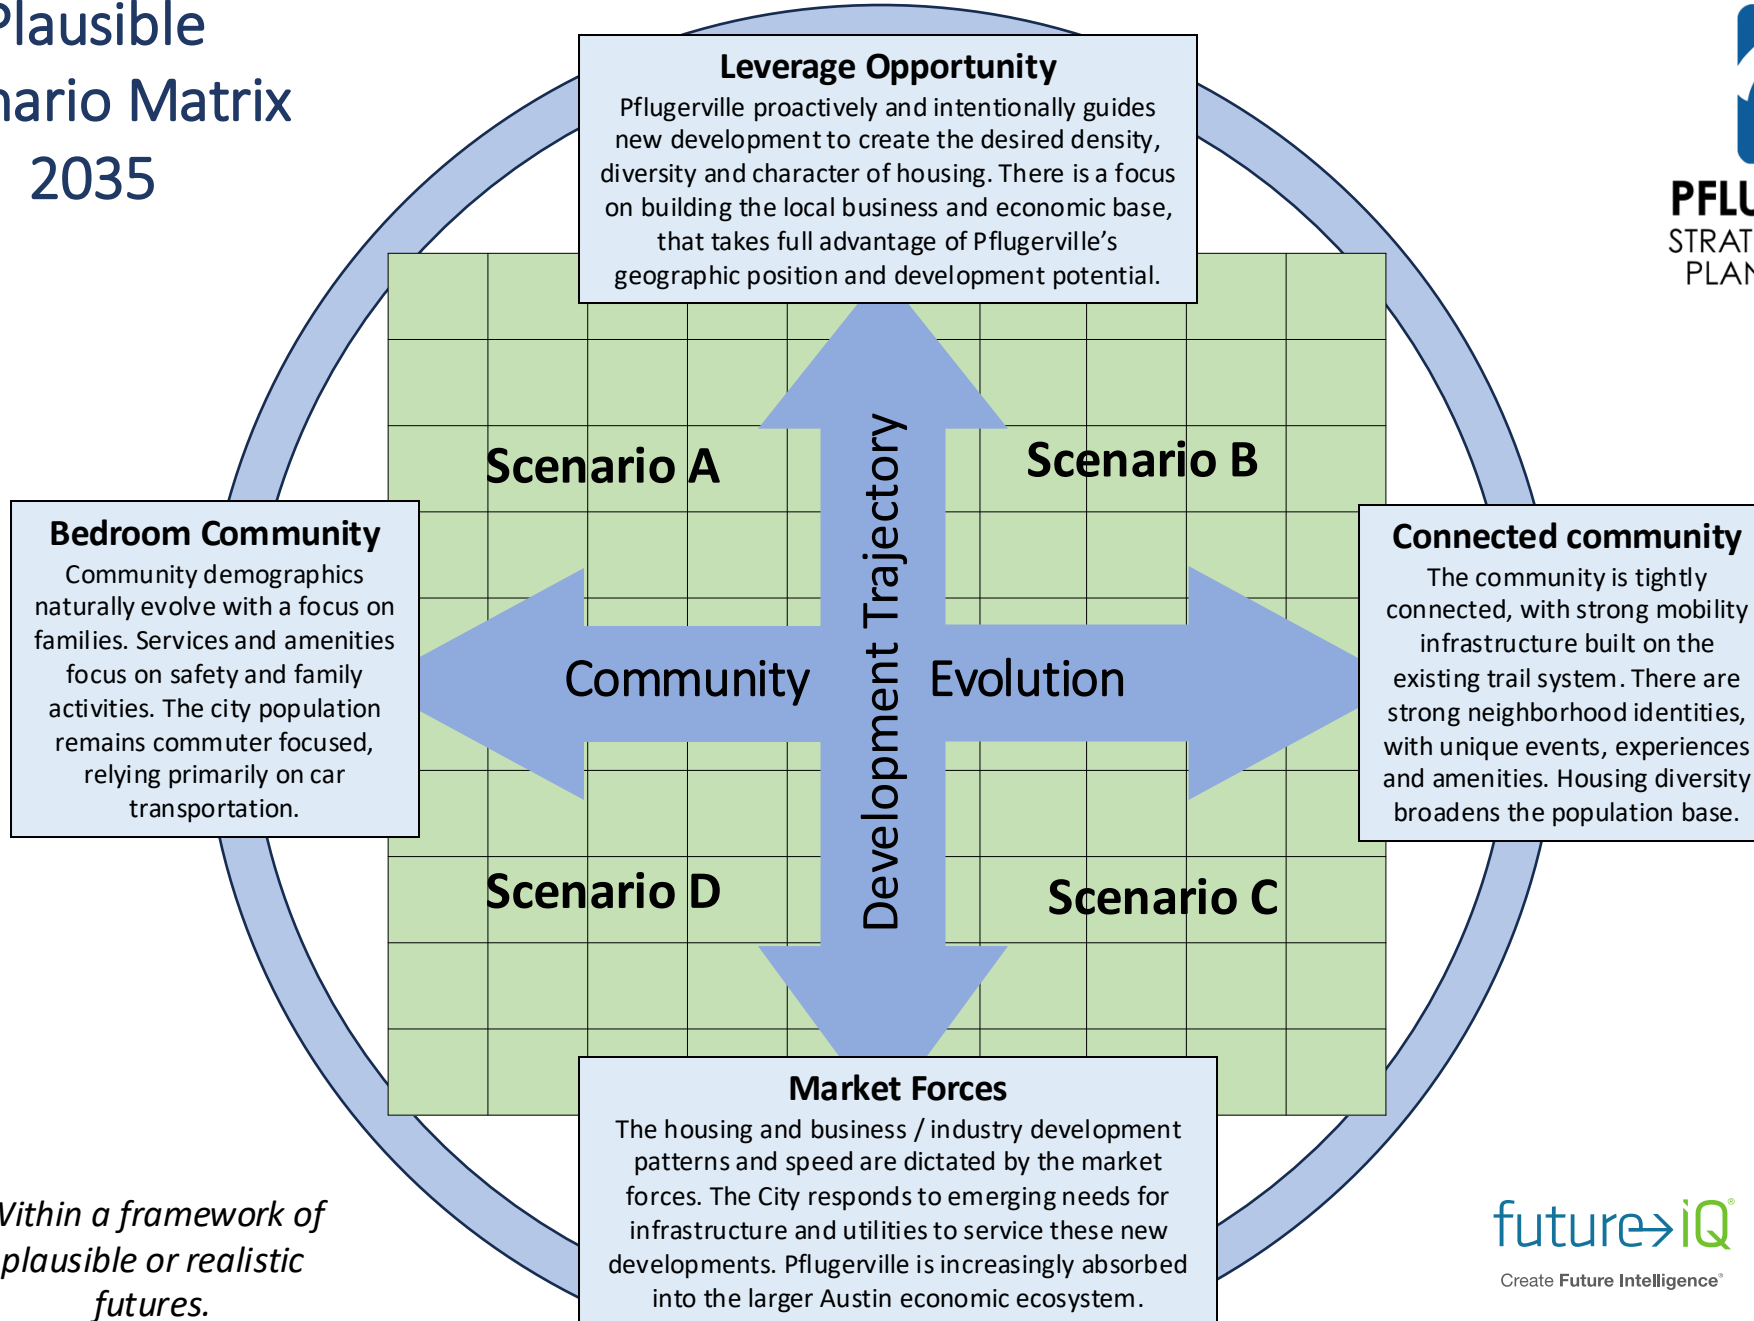 Plausible
nario Matrix
2035
Leverage Opportunity
Pflugerville proactively and intentionally guides
new development to create the desired density,
diversity and character of housing. There is a focus
on building the local business and economic base,
that takes full advantage of Pflugerville’s
geographic position and development potential.
PFLU
STRAT
PLAN
Scenario A
Scenario B
Development Trajectory
Bedroom Community
Community demographics
naturally evolve with a focus on
families. Services and amenities
focus on safety and family
activities. The city population
remains commuter focused,
relying primarily on car
transportation.
Community Evolution
Connected community
The community is tightly
connected, with strong mobility
infrastructure built on the
existing trail system. There are
strong neighborhood identities,
with unique events, experiences
and amenities. Housing diversity
broadens the population base.
Scenario D
Scenario C
Market Forces
The housing and business / industry development
patterns and speed are dictated by the market
forces. The City responds to emerging needs for
infrastructure and utilities to service these new
developments. Pflugerville is increasingly absorbed
into the larger Austin economic ecosystem.
Within a framework of
plausible or realistic
futures.
future→iQ®
Create Future Intelligence®